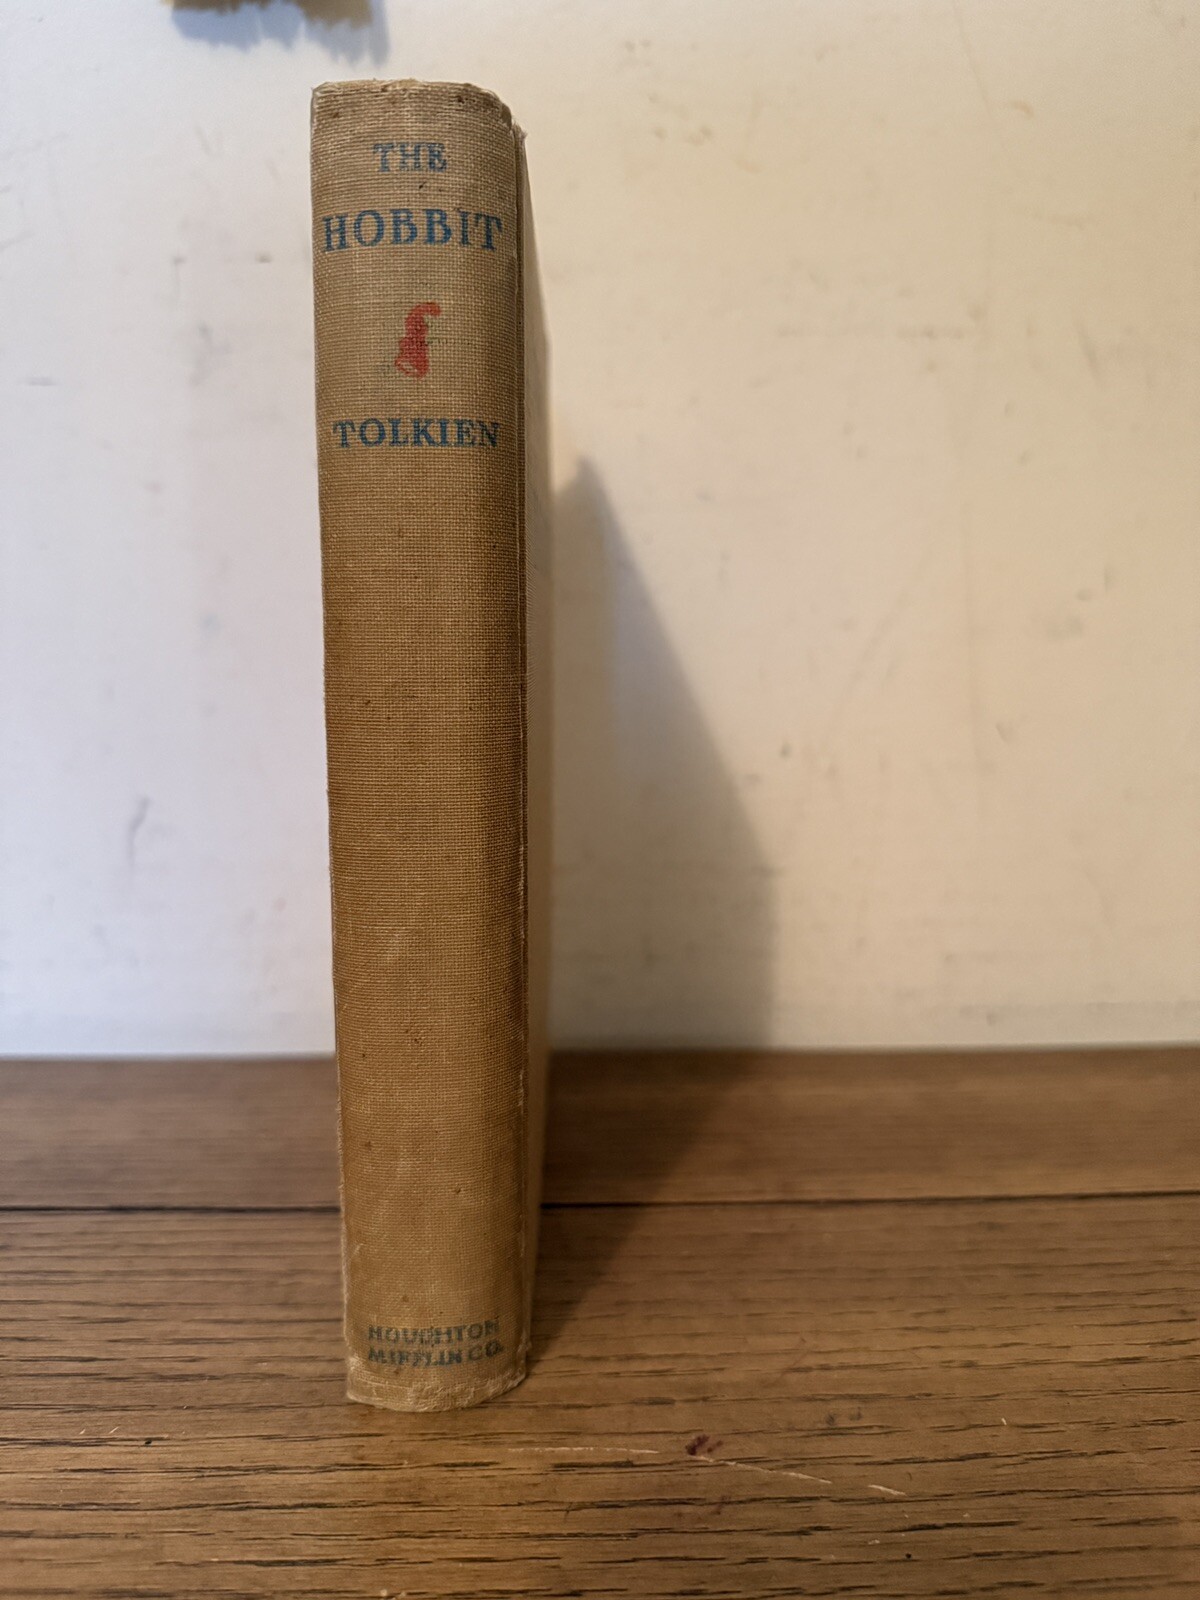 THE
HOBBIT
TOLKIEN
HOUGHTON
MIFFLIN CO.